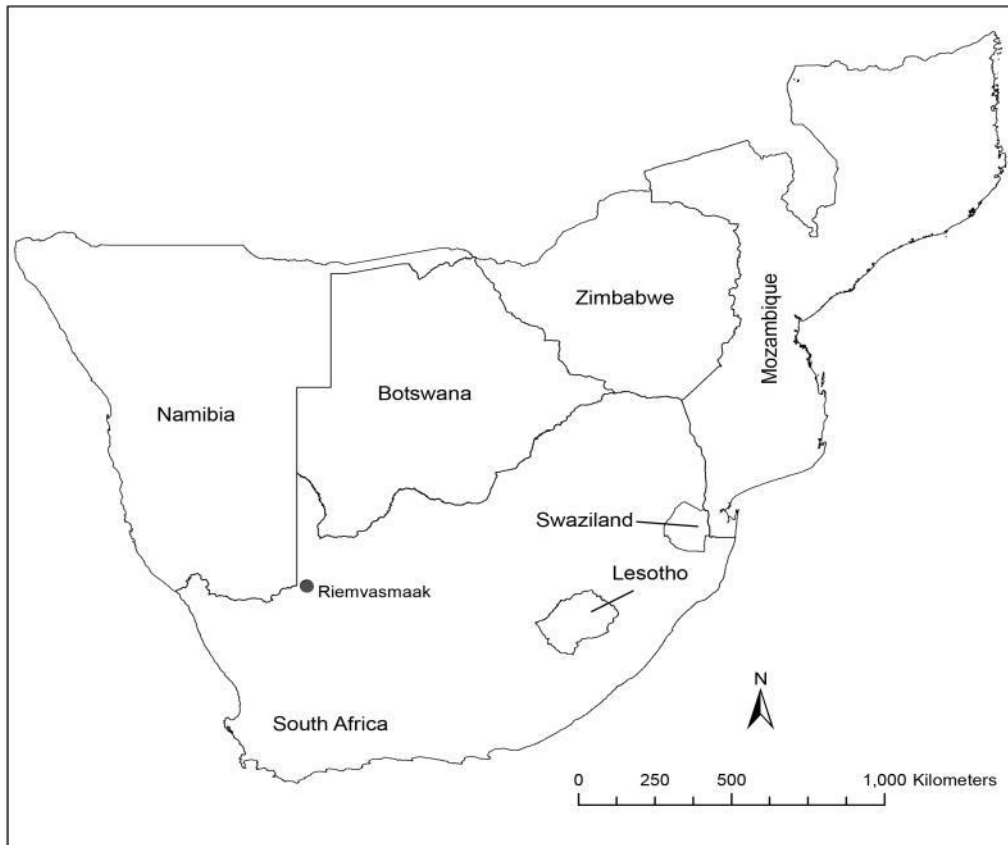 Zimbabwe
Mozambique
Botswana
Namibia
Swaziland
Lesotho
Riemvasmaak
N
South Africa
0 250 500 1,000 Kilometers